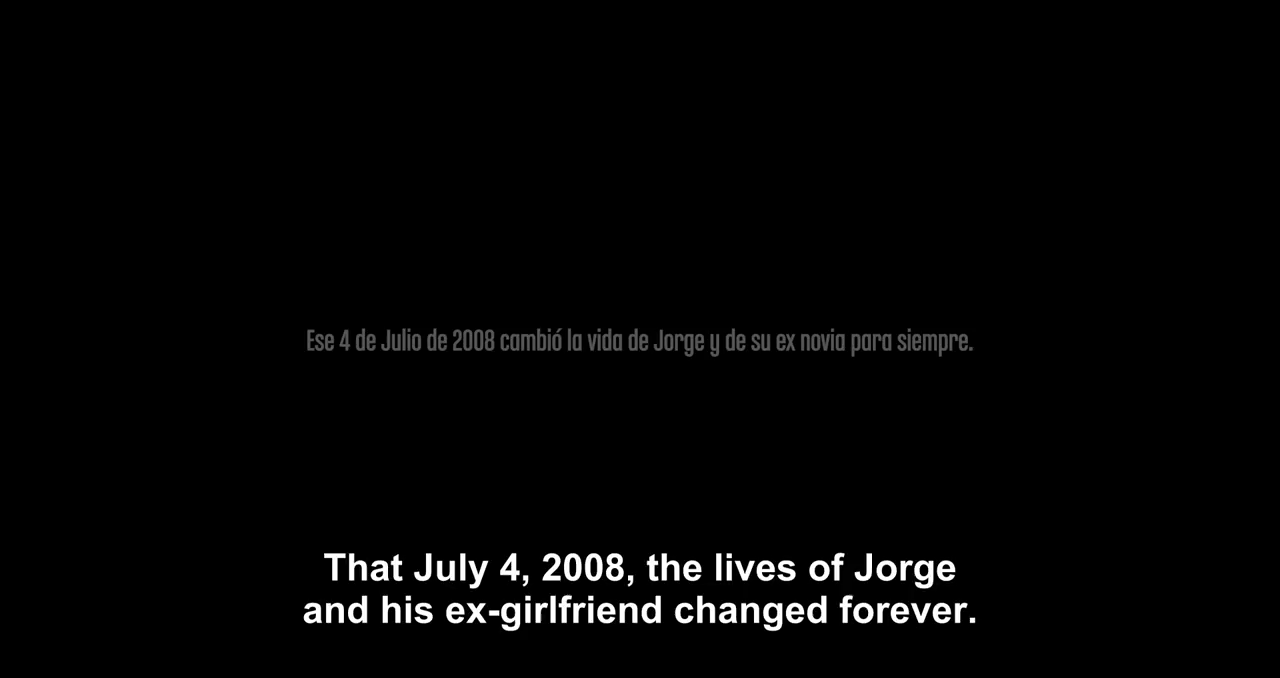 Ese 4 de Julio de 2008 cambió la vida de Jorge y de su ex novia para siempre.
That July 4, 2008, the lives of Jorge
and his ex-girlfriend changed forever.